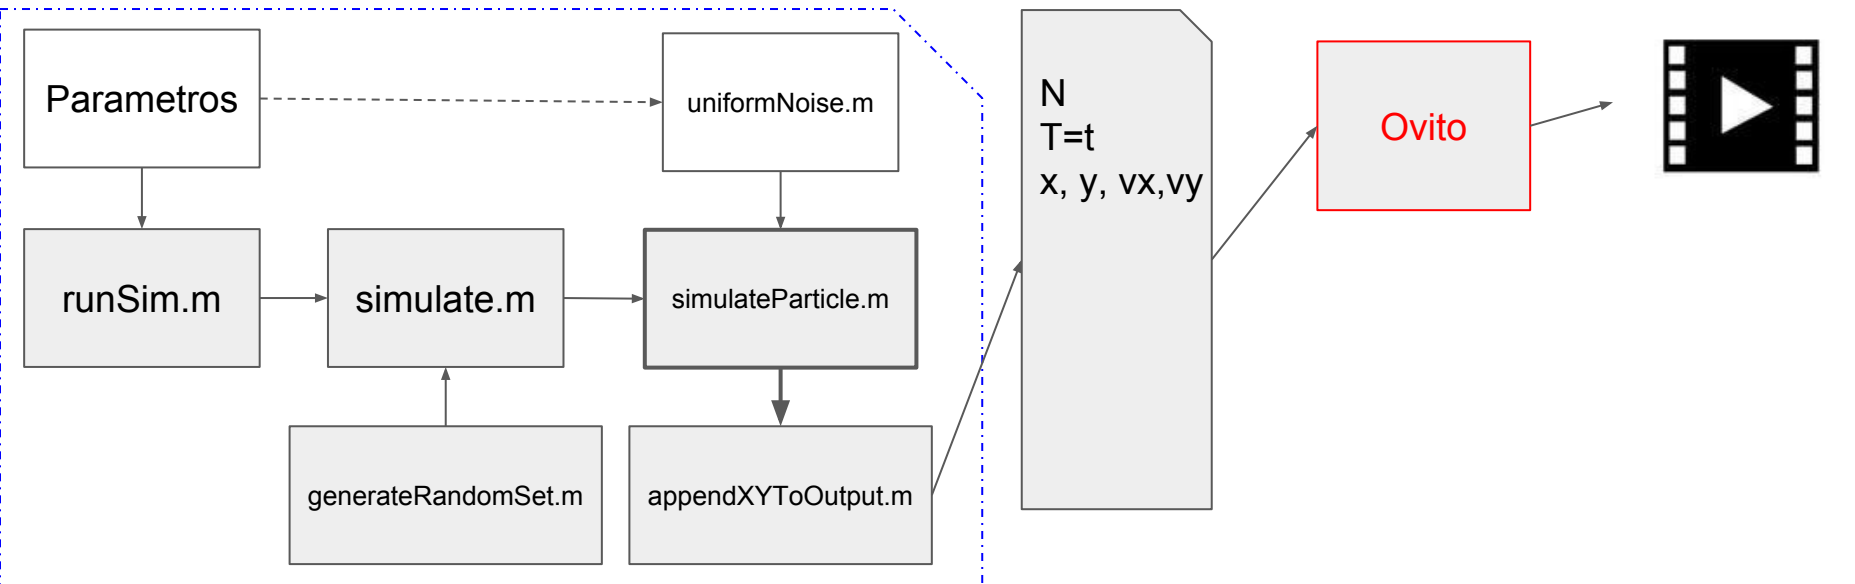 Parametros
uniformNoise.m
N
T=t
x, y, vx,vy
Ovito
runSim.m
simulate.m
simulateParticle.m
generateRandomSet.m
appendXYToOutput.m